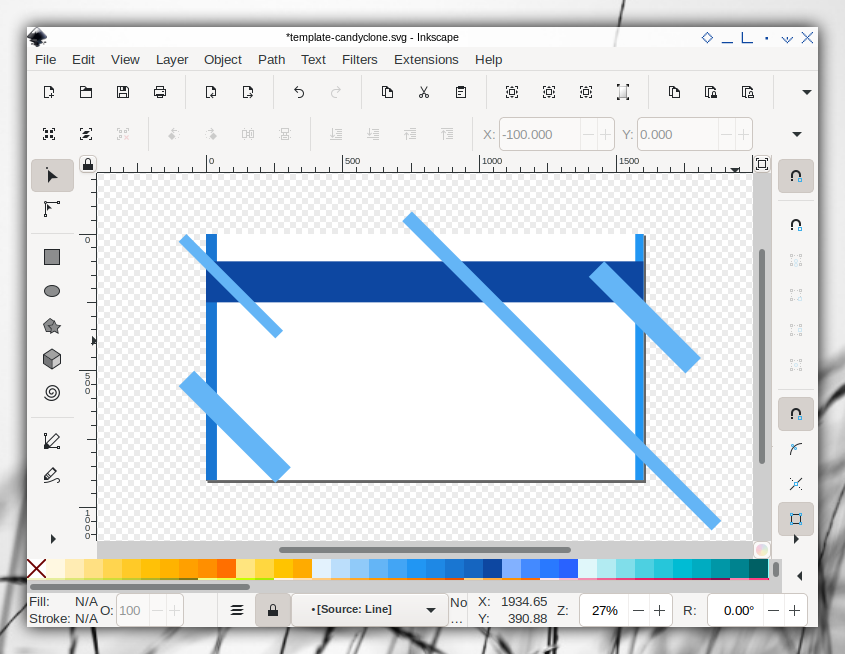 *template-candyclone.svg - Inkscape
File Edit View Layer Object Path Text Filters Extensions Help
X: -100.000 Y: 0.000
0 500 1000 1500
0
500
1000
Fill: N/A
Stroke: N/A
O: 100
•[Source: Line]
No
...
X: 1934.65
Y: 390.88
Z: 27%
R: 0.00°